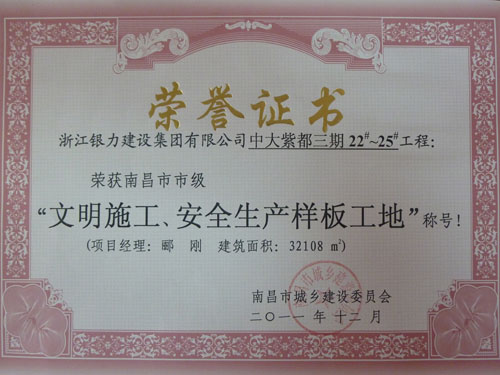 荣誉证书
浙江银力建设集团有限公司中大紫都三期22#~25#工程:
荣获南昌市市级
“文明施工、安全生产样板工地”称号!
(项目经理: 郦 刚 建筑面积: 32108 m²)
南昌市城乡建设委员会
二○一一年十二月